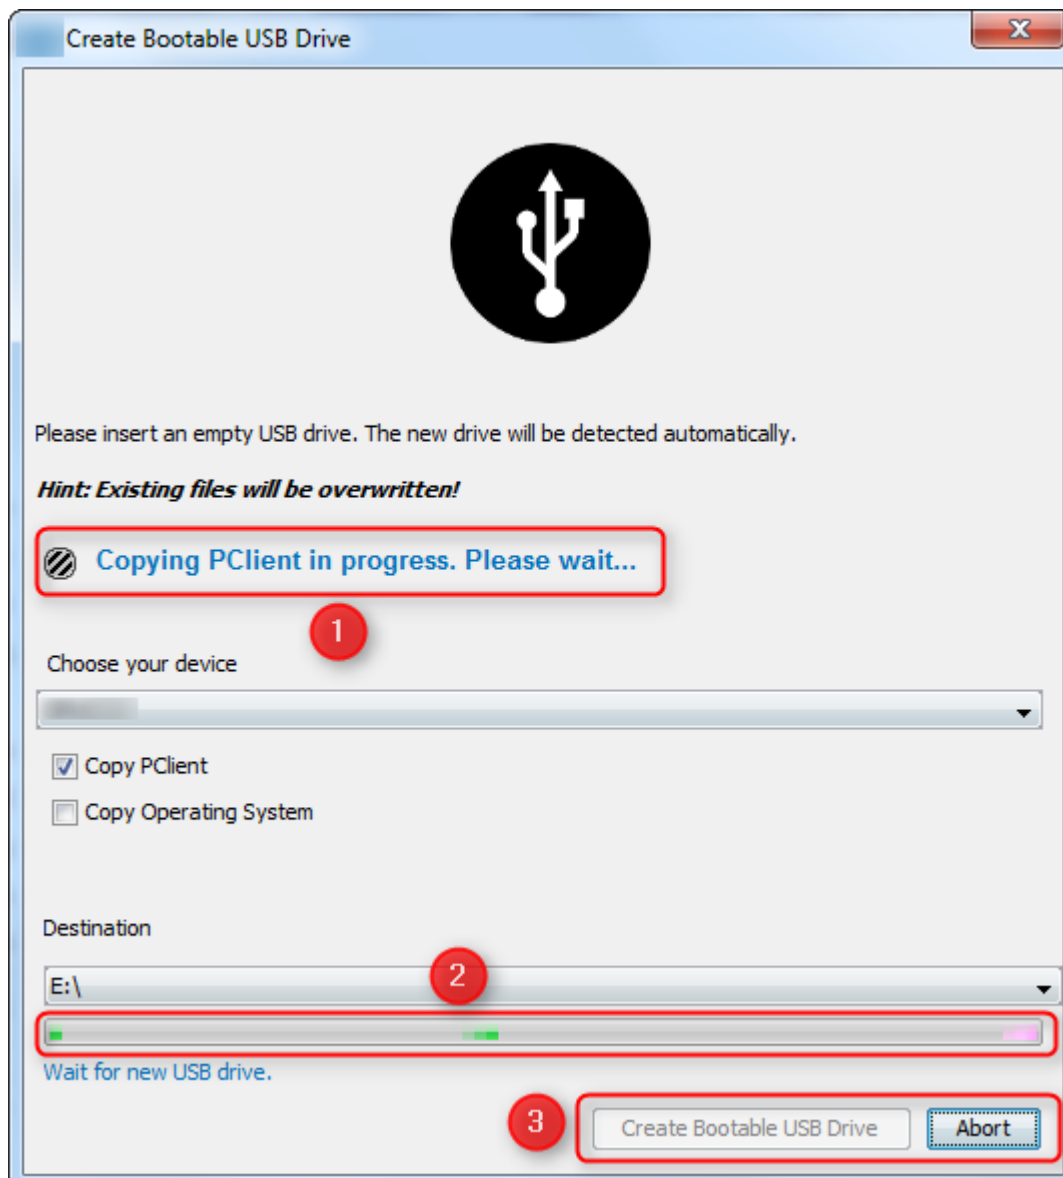 Create Bootable USB Drive
Please insert an empty USB drive. The new drive will be detected automatically.
Hint: Existing files will be overwritten!
Copying PClient in progress. Please wait...
1
Choose your device
Copy PClient
Copy Operating System
Destination
2
E:\
Wait for new USB drive.
3
Create Bootable USB Drive
Abort